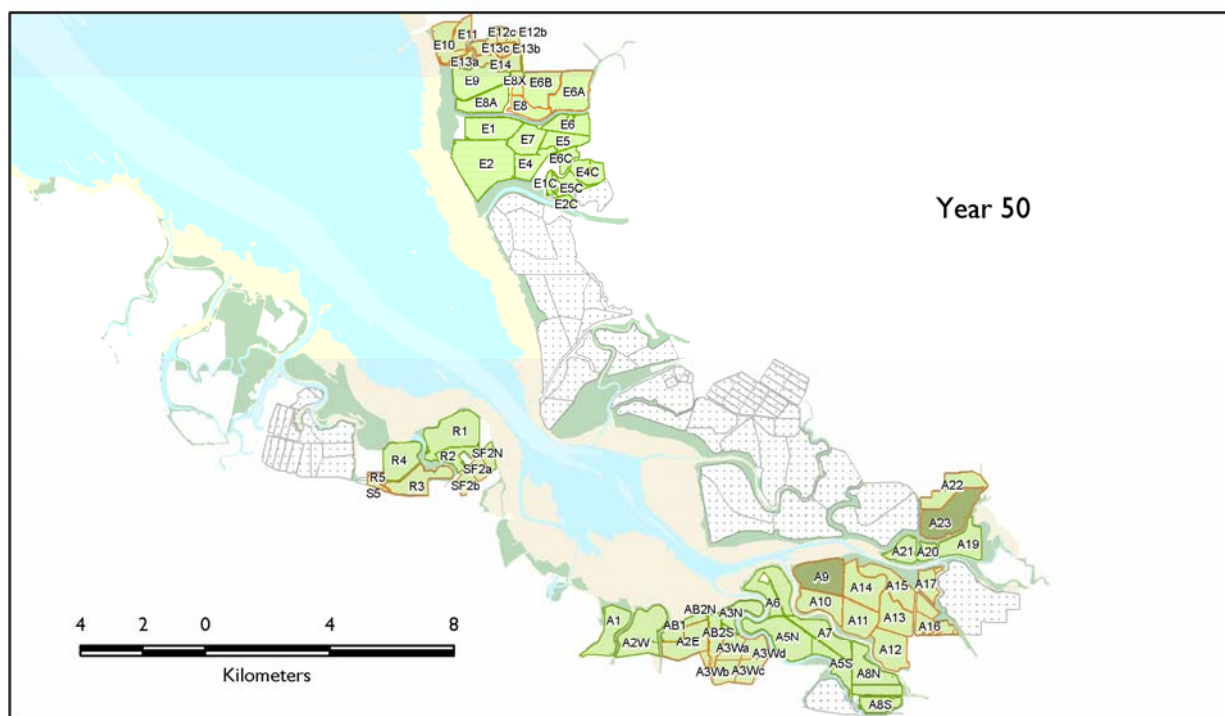 E11
E12c
E12b
E10
E13c
E13b
E13a
E14
E9
E8X
E6B
E6A
E8A
E8
E1
E6
E7
E5
E2
E4
E6C
E4C
E1C
E5C
E2C
Year 50
R1
R4
R2
SF2N
SF2a
R5
R3
SF2b
S5
A22
A23
A19
A21
A20
A9
A14
A15
A17
A6
A10
A11
A13
A16
A1
AB2N
A3N
AB1
AB2S
A5N
A7
A2W
A2E
A3Wa
A3Wd
A12
A3Wb
A3Wc
A5S
A8N
A8S
4 2 0 4 8
Kilometers